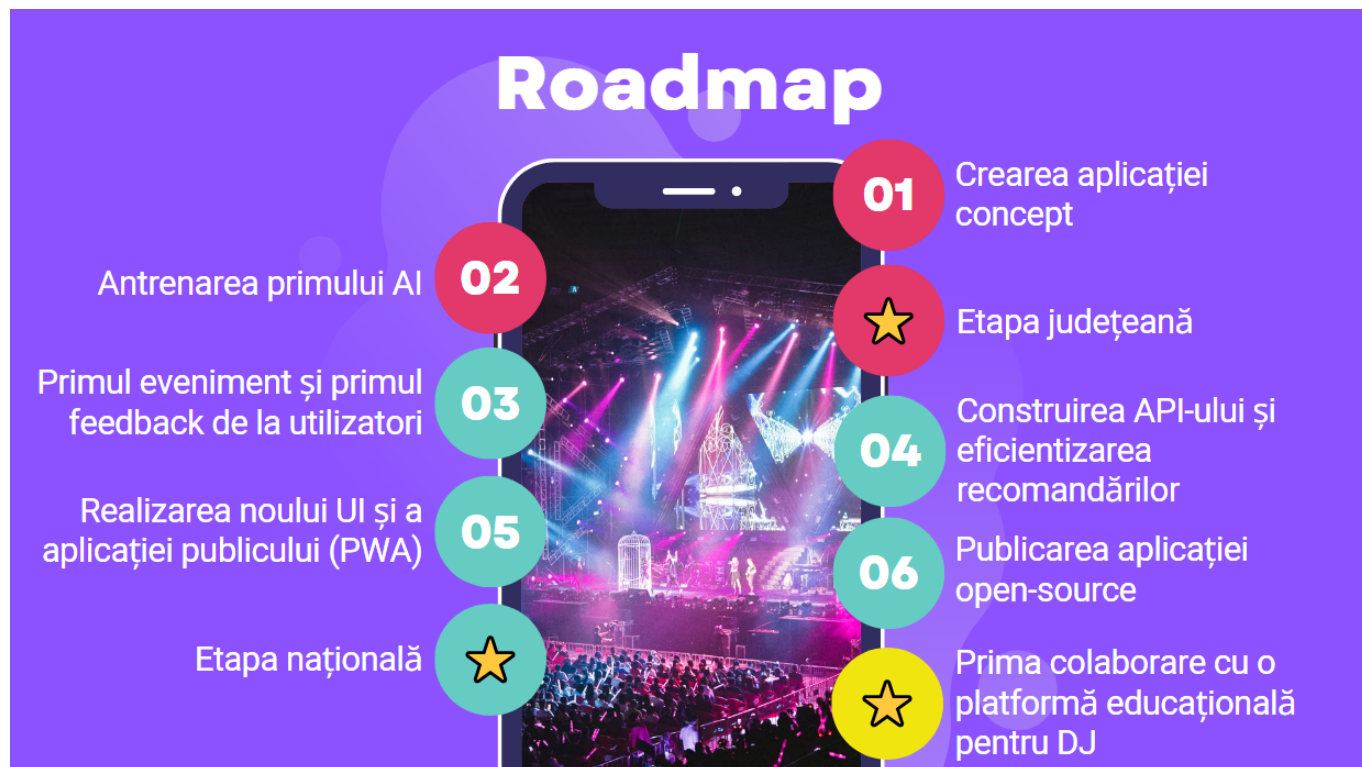 Roadmap
01
Crearea aplicației
concept
02
Antrenarea primului AI
Etapa județeană
03
Primul eveniment și primul
feedback de la utilizatori
04
Construirea API-ului și
eficientizarea
recomandărilor
05
Realizarea noului UI și a
aplicației publicului (PWA)
06
Publicarea aplicației
open-source
Etapa națională
Prima colaborare cu o
platformă educațională
pentru DJ